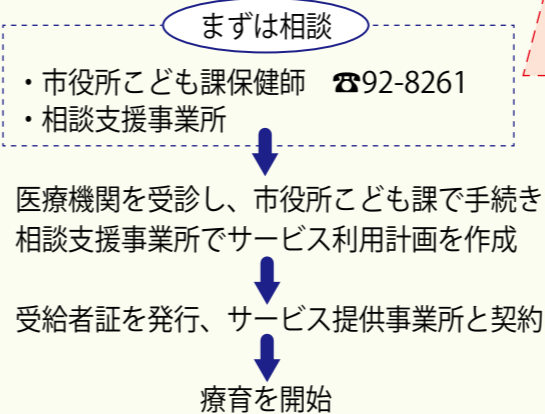 まずは相談
・市役所こども課保健師　☎92-8261
・相談支援事業所
医療機関を受診し、市役所こども課で手続き
相談支援事業所でサービス利用計画を作成
受給者証を発行、サービス提供事業所と契約
療育を開始